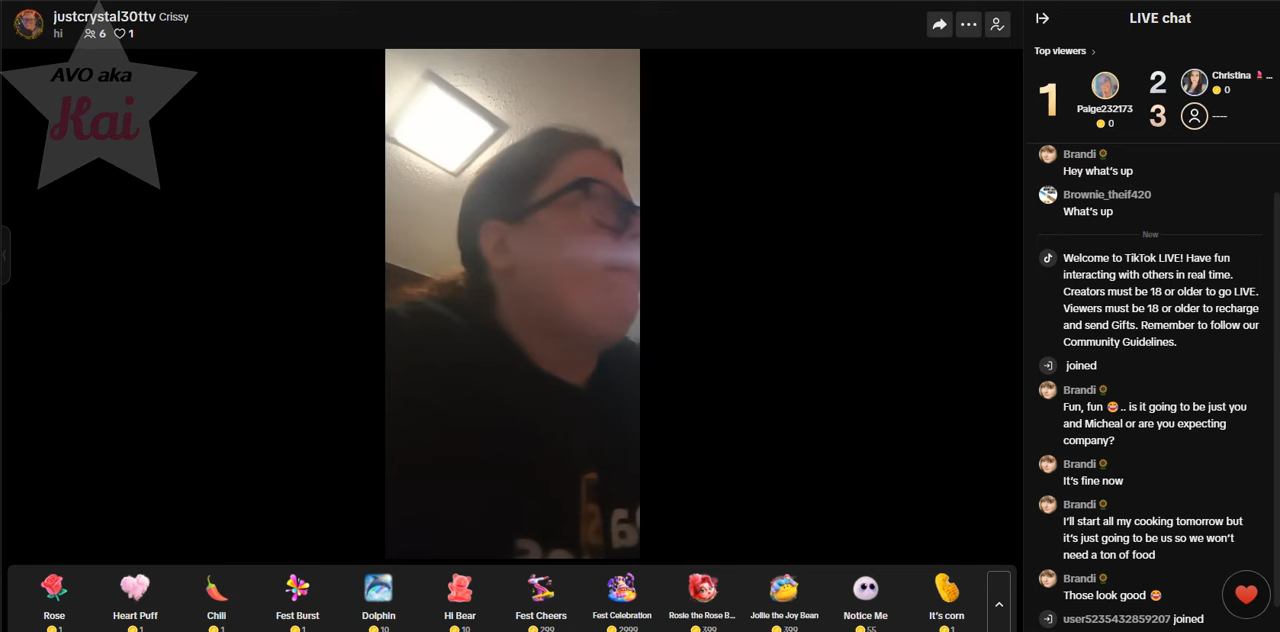 justcrystal30ttv Crissy
hi 6 1
AVO aka
Kai
LIVE chat
Top viewers
1
Paige232173
0
2
Christina ...
0
3
----
Brandi
Hey what's up
Brownie_theif420
What's up
Now
Welcome to TikTok LIVE! Have fun
interacting with others in real time.
Creators must be 18 or older to go LIVE.
Viewers must be 18 or older to recharge
and send Gifts. Remember to follow our
Community Guidelines.
joined
Brandi
Fun, fun 😂.. is it going to be just you
and Micheal or are you expecting
company?
Brandi
It's fine now
Brandi
I'll start all my cooking tomorrow but
it's just going to be us so we won't
need a ton of food
Brandi
Those look good 😂
user5235432859207 joined
Rose
1
Heart Puff
1
Chili
1
Fest Burst
1
Dolphin
10
Hi Bear
10
Fest Cheers
299
Fest Celebration
2999
Rosie the Rose B...
399
Jollie the Joy Bean
399
Notice Me
55
It's corn
1